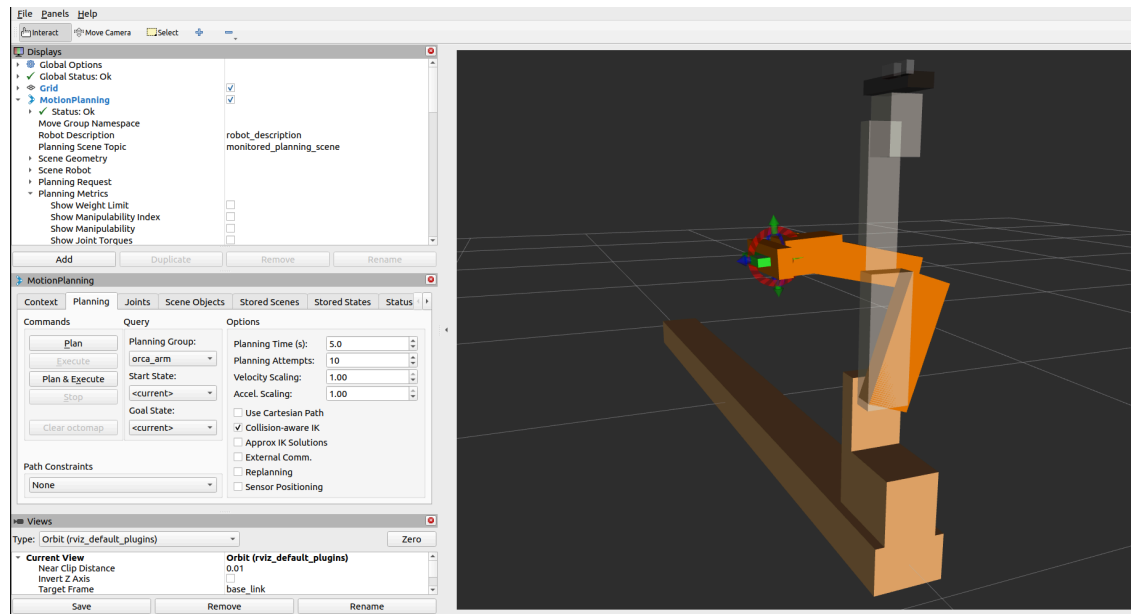 File Panels Help
Interact Move Camera Select
Displays
Global Options
Global Status: Ok
Grid
MotionPlanning
Status: Ok
Move Group Namespace
Robot Description robot_description
Planning Scene Topic monitored_planning_scene
Scene Geometry
Scene Robot
Planning Request
Planning Metrics
Show Weight Limit
Show Manipulability Index
Show Manipulability
Show Joint Torques
Add Duplicate Remove Rename
MotionPlanning
Context Planning Joints Scene Objects Stored Scenes Stored States Status
Commands Query Options
Plan Planning Group: Planning Time (s): 5.0
Execute orca_arm Planning Attempts: 10
Plan & Execute Start State: Velocity Scaling: 1.00
Stop <current> Accel. Scaling: 1.00
Goal State: Use Cartesian Path
Clear octomap <current> Collision-aware IK
Approx IK Solutions
External Comm.
Path Constraints Replanning
None Sensor Positioning
Views
Type: Orbit (rviz_default_plugins) Zero
Current View Orbit (rviz_default_plugins)
Near Clip Distance 0.01
Invert Z Axis
Target Frame base_link
Save Remove Rename